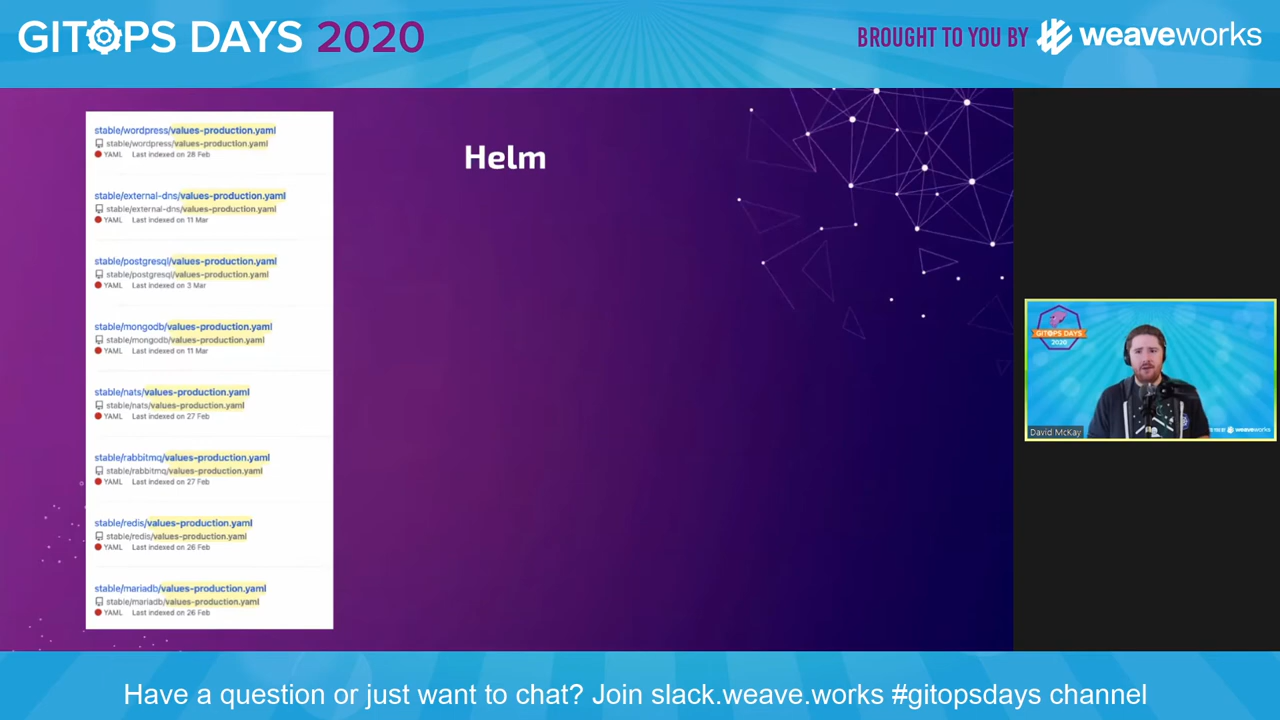 GITOPS DAYS 2020
BROUGHT TO YOU BY weaveworks
stable/wordpress/values-production.yaml
stable/wordpress/values-production.yaml
YAML Last indexed on 28 Feb
stable/external-dns/values-production.yaml
stable/external-dns/values-production.yaml
YAML Last indexed on 11 Mar
stable/postgresql/values-production.yaml
stable/postgresql/values-production.yaml
YAML Last indexed on 3 Mar
stable/mongodb/values-production.yaml
stable/mongodb/values-production.yaml
YAML Last indexed on 11 Mar
stable/nats/values-production.yaml
stable/nats/values-production.yaml
YAML Last indexed on 27 Feb
stable/rabbitmq/values-production.yaml
stable/rabbitmq/values-production.yaml
YAML Last indexed on 27 Feb
stable/redis/values-production.yaml
stable/redis/values-production.yaml
YAML Last indexed on 26 Feb
stable/mariadb/values-production.yaml
stable/mariadb/values-production.yaml
YAML Last indexed on 26 Feb
Helm
GITOPS DAYS
2020
David McKay
TO YOU BY weaveworks
Have a question or just want to chat? Join slack.weave.works #gitopsdays channel